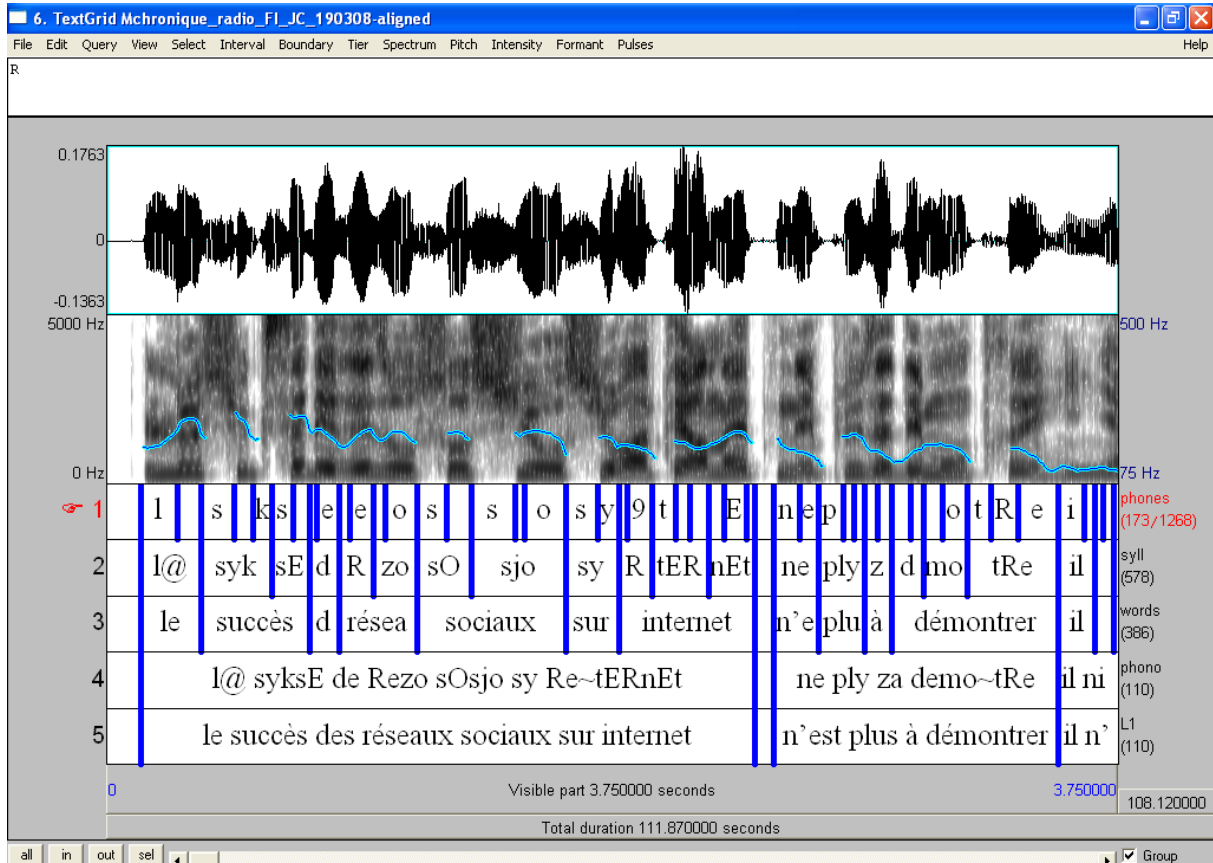 6. TextGrid Mchronique_radio_FI_JC_190308-aligned
File Edit Query View Select Interval Boundary Tier Spectrum Pitch Intensity Formant Pulses Help
R
0.1763
0
-0.1363
5000 Hz 500 Hz
0 Hz 75 Hz
1 l s k s e e o s s o s y 9 t E n e p o t R e i phones (173/1268)
2 l@ syk sE d R zo sO sjo sy R tER nEt ne ply z d mo tRe il syll (578)
3 le succès d résea sociaux sur internet n'e plu à démontrer il words (386)
4 l@ syksE de Rezo sOsjo sy Re~tERnEt ne ply za demo~tRe il ni phono (110)
5 le succès des réseaux sociaux sur internet n'est plus à démontrer il n' L1 (110)
0 Visible part 3.750000 seconds 3.750000 108.120000
Total duration 111.870000 seconds
all in out sel Group